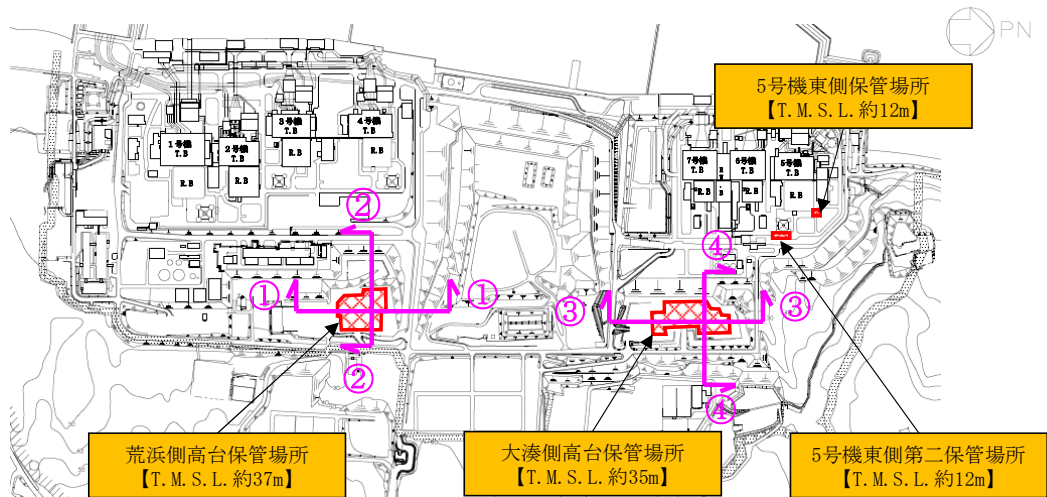 PN
5号機東側保管場所
【T.M.S.L.約12m】
3号機
T.B
4号機
T.B
1号機
T.B
2号機
T.B
R.B
R.B
R.B
R.B
7号機
T.B
6号機
T.B
5号機
T.B
R.B
R.B
R.B
②
④
①
①
③
③
②
④
荒浜側高台保管場所
【T.M.S.L.約37m】
大湊側高台保管場所
【T.M.S.L.約35m】
5号機東側第二保管場所
【T.M.S.L.約12m】